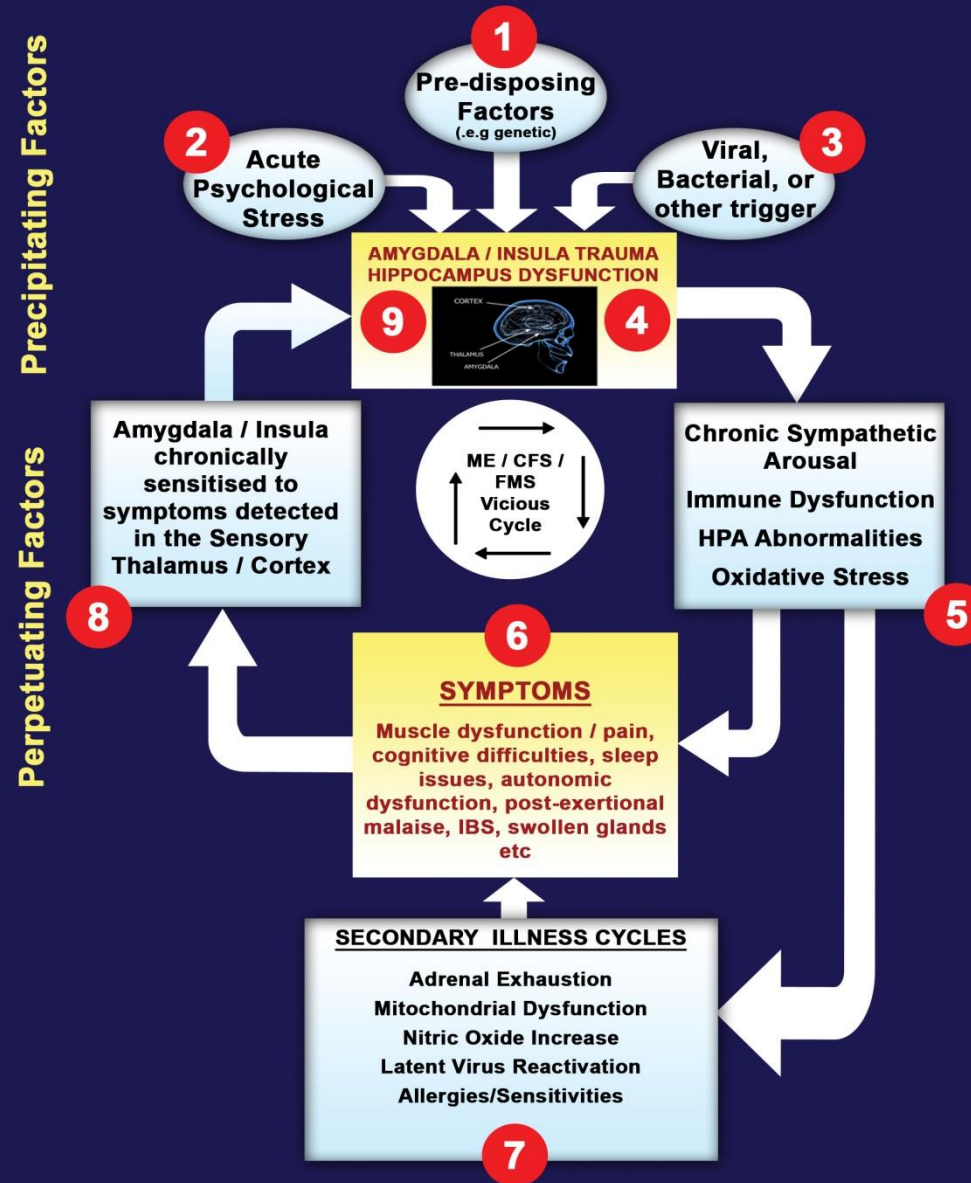 Precipitating Factors
Perpetuating Factors
1
Pre-disposing
Factors
(.e.g genetic)
2
Acute
Psychological
Stress
3
Viral,
Bacterial, or
other trigger
AMYGDALA / INSULA TRAUMA
HIPPOCAMPUS DYSFUNCTION
9
CORTEX
THALAMUS
AMYGDALA
4
Amygdala / Insula
chronically
sensitised to
symptoms detected
in the Sensory
Thalamus / Cortex
8
ME / CFS /
FMS
Vicious
Cycle
Chronic Sympathetic
Arousal
Immune Dysfunction
HPA Abnormalities
Oxidative Stress
5
6
SYMPTOMS
Muscle dysfunction / pain,
cognitive difficulties, sleep
issues, autonomic
dysfunction, post-exertional
malaise, IBS, swollen glands
etc
SECONDARY ILLNESS CYCLES
Adrenal Exhaustion
Mitochondrial Dysfunction
Nitric Oxide Increase
Latent Virus Reactivation
Allergies/Sensitivities
7